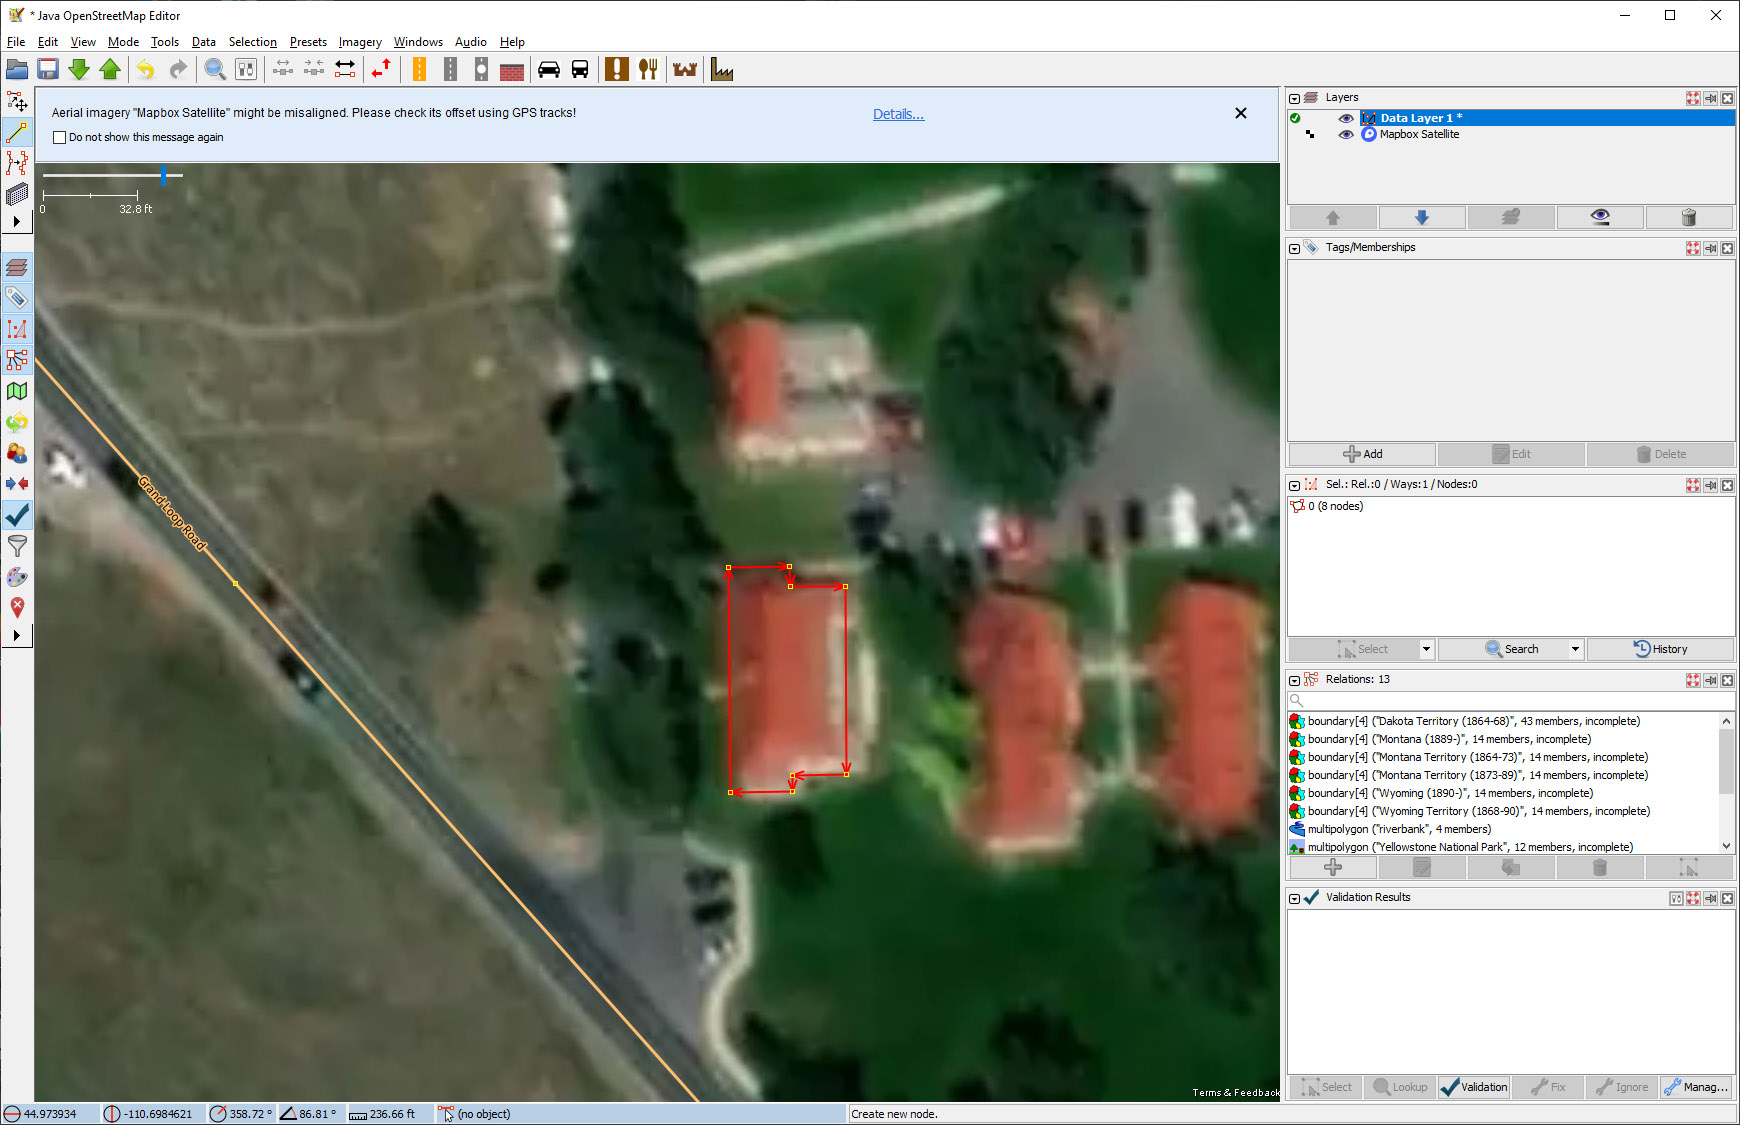 * Java OpenStreetMap Editor
File Edit View Mode Tools Data Selection Presets Imagery Windows Audio Help
Aerial imagery "Mapbox Satellite" might be misaligned. Please check its offset using GPS tracks!
Details...
Do not show this message again
0 32.8 ft
Grand Loop Road
Terms & Feedback
Layers
Data Layer 1 *
Mapbox Satellite
Tags/Memberships
Add Edit Delete
Sel.: Rel.:0 / Ways:1 / Nodes:0
0 (8 nodes)
Select Search History
Relations: 13
boundary[4] ("Dakota Territory (1864-68)", 43 members, incomplete)
boundary[4] ("Montana (1889-)", 14 members, incomplete)
boundary[4] ("Montana Territory (1864-73)", 14 members, incomplete)
boundary[4] ("Montana Territory (1873-89)", 14 members, incomplete)
boundary[4] ("Wyoming (1890-)", 14 members, incomplete)
boundary[4] ("Wyoming Territory (1868-90)", 14 members, incomplete)
multipolygon ("riverbank", 4 members)
multipolygon ("Yellowstone National Park", 12 members, incomplete)
Validation Results
Select Lookup Validation Fix Ignore Manag...
44.973934 -110.6984621 358.72 ° 86.81 ° 236.66 ft (no object) Create new node.